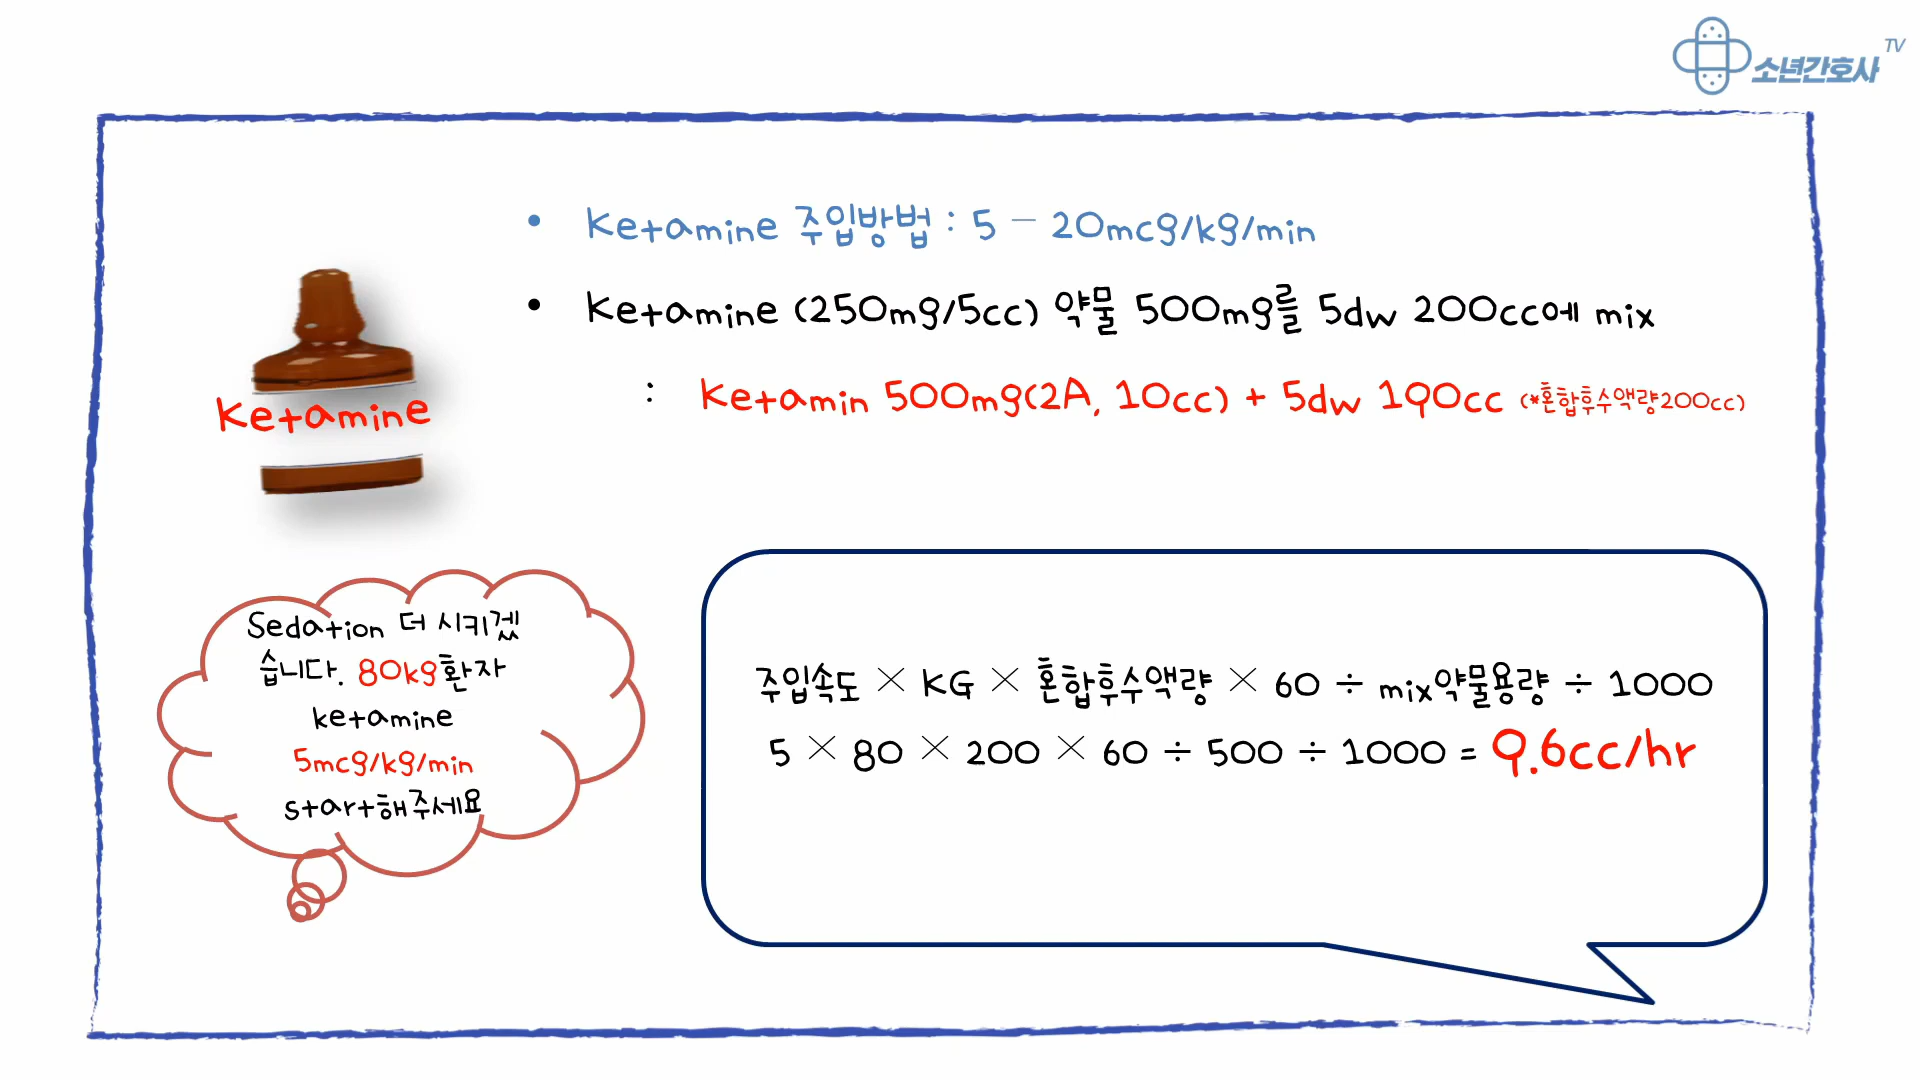 소년간호사 TV
• Ketamine 주입방법 : 5 – 20mcg/kg/min
• Ketamine (250mg/5cc) 약물 500mg를 5dw 200cc에 mix
: Ketamin 500mg(2A, 10cc) + 5dw 190cc (*혼합후수액량200cc)
Ketamine
Sedation 더 시키겠
습니다. 80kg환자
ketamine
5mcg/kg/min
start해주세요
주입속도 × KG × 혼합후수액량 × 60 ÷ mix약물용량 ÷ 1000
5 × 80 × 200 × 60 ÷ 500 ÷ 1000 = 9.6cc/hr